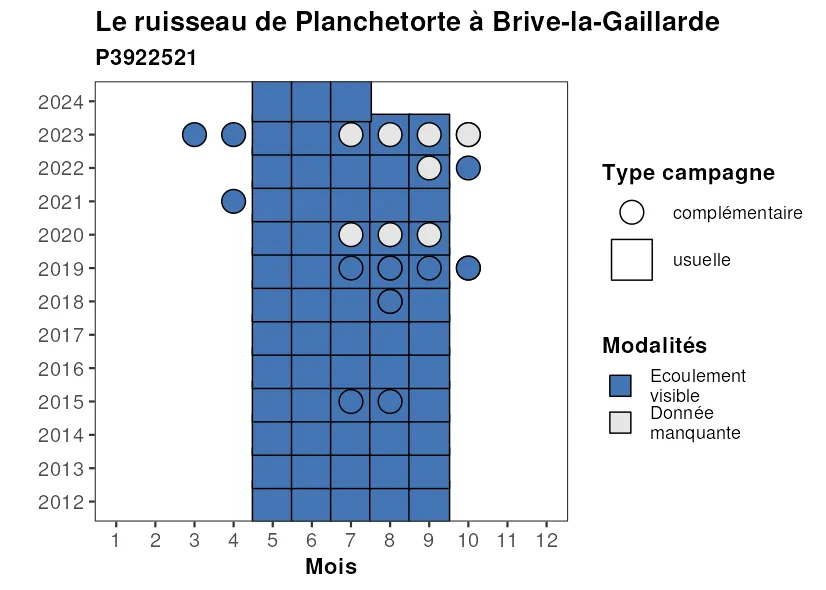 Le ruisseau de Planchetorte à Brive-la-Gaillarde
P3922521
2024
2023
2022
2021
2020
2019
2018
2017
2016
2015
2014
2013
2012
1 2 3 4 5 6 7 8 9 10 11 12
Mois
Type campagne
complémentaire
usuelle
Modalités
Ecoulement
visible
Donnée
manquante